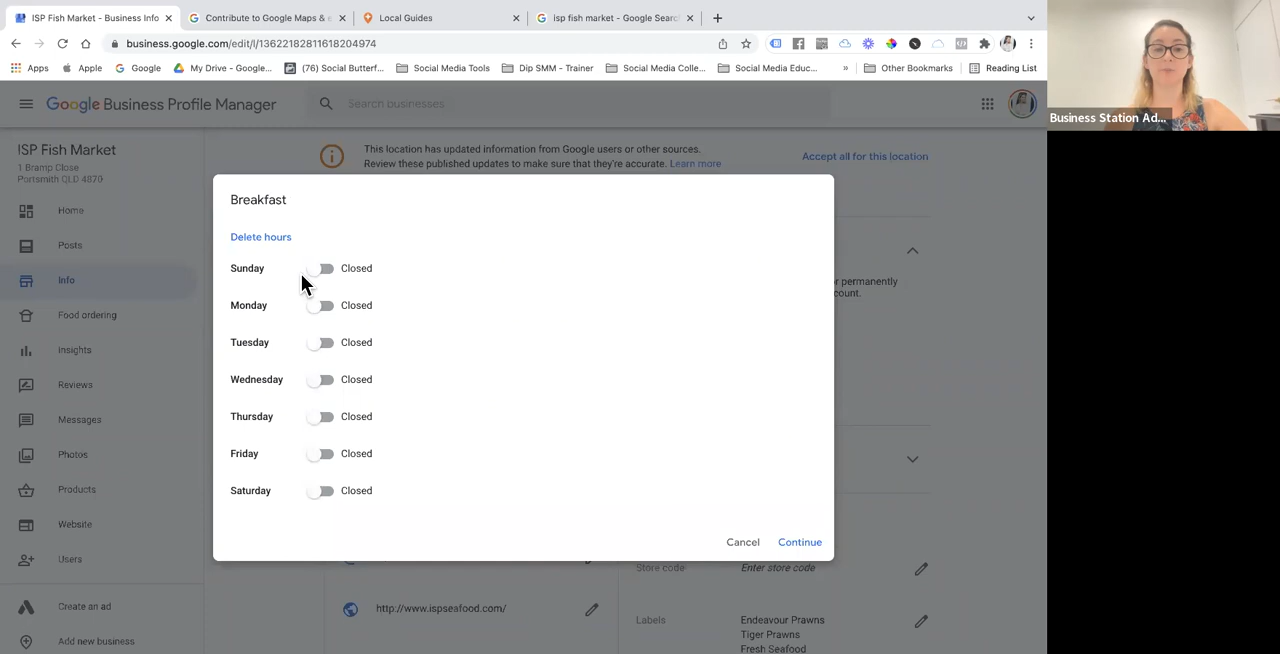 ISP Fish Market - Business Info
Contribute to Google Maps & e
Local Guides
isp fish market - Google Searc
business.google.com/edit/l/13622182811618204974
Apps
Apple
Google
My Drive - Google...
(76) Social Butterf...
Social Media Tools
Dip SMM - Trainer
Social Media Colle...
Social Media Educ...
»
Other Bookmarks
Reading List
Google Business Profile Manager
Search businesses
Business Station Ad...
ISP Fish Market
1 Bramp Close
Portsmith QLD 4870
This location has updated information from Google users or other sources.
Review these published updates to make sure that they're accurate. Learn more
Accept all for this location
Home
Posts
Info
Food ordering
Insights
Reviews
Messages
Photos
Products
Website
Users
Create an ad
Add new business
Breakfast
Delete hours
Sunday Closed
Monday Closed
Tuesday Closed
Wednesday Closed
Thursday Closed
Friday Closed
Saturday Closed
Cancel Continue
or permanently
count.
http://www.ispseafood.com/
Store code Enter store code
Labels Endeavour Prawns
Tiger Prawns
Fresh Seafood